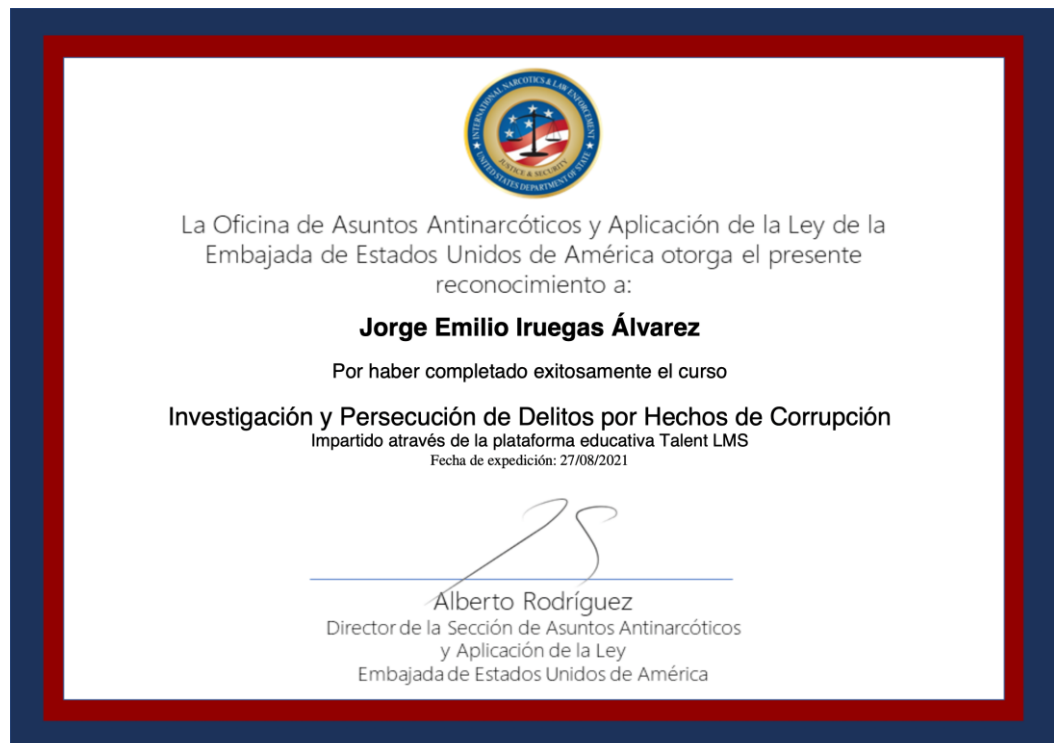 INTERNATIONAL NARCOTICS & LAW ENFORCEMENT
JUSTICE & SECURITY
UNITED STATES DEPARTMENT OF STATE
La Oficina de Asuntos Antinarcóticos y Aplicación de la Ley de la
Embajada de Estados Unidos de América otorga el presente
reconocimiento a:
Jorge Emilio Iruegas Álvarez
Por haber completado exitosamente el curso
Investigación y Persecución de Delitos por Hechos de Corrupción
Impartido através de la plataforma educativa Talent LMS
Fecha de expedición: 27/08/2021
Alberto Rodríguez
Director de la Sección de Asuntos Antinarcóticos
y Aplicación de la Ley
Embajada de Estados Unidos de América